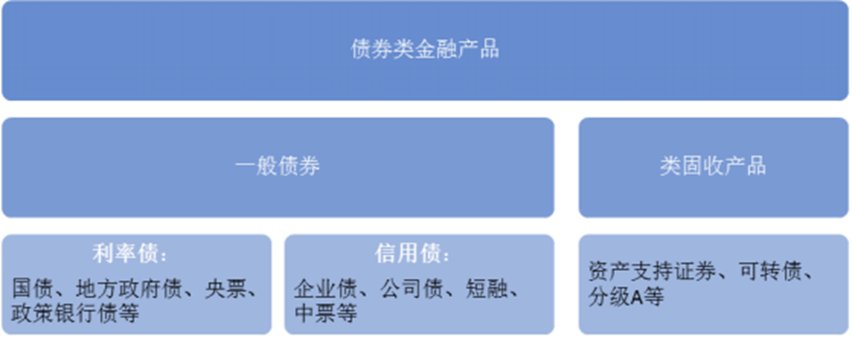 债券类金融产品
一般债券
类固收产品
利率债：
国债、地方政府债、央票、
政策银行债等
信用债：
企业债、公司债、短融、
中票等
资产支持证券、可转债、
分级A等